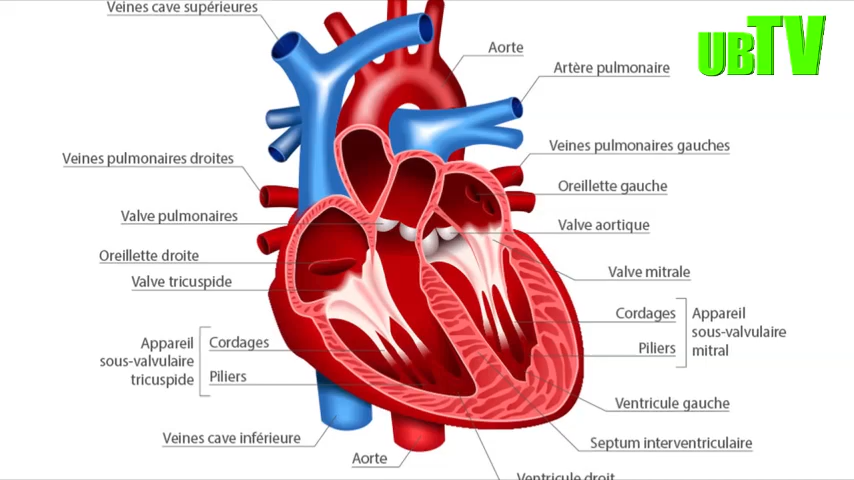 Veines cave supérieures
UBTV
Aorte
Artère pulmonaire
Veines pulmonaires gauches
Veines pulmonaires droites
Oreillette gauche
Valve pulmonaires
Valve aortique
Oreillette droite
Valve mitrale
Valve tricuspide
Cordages
Appareil
sous-valvulaire
mitral
Piliers
Appareil
sous-valvulaire
tricuspide
Cordages
Piliers
Ventricule gauche
Veines cave inférieure
Septum interventriculaire
Aorte
Ventricule droit